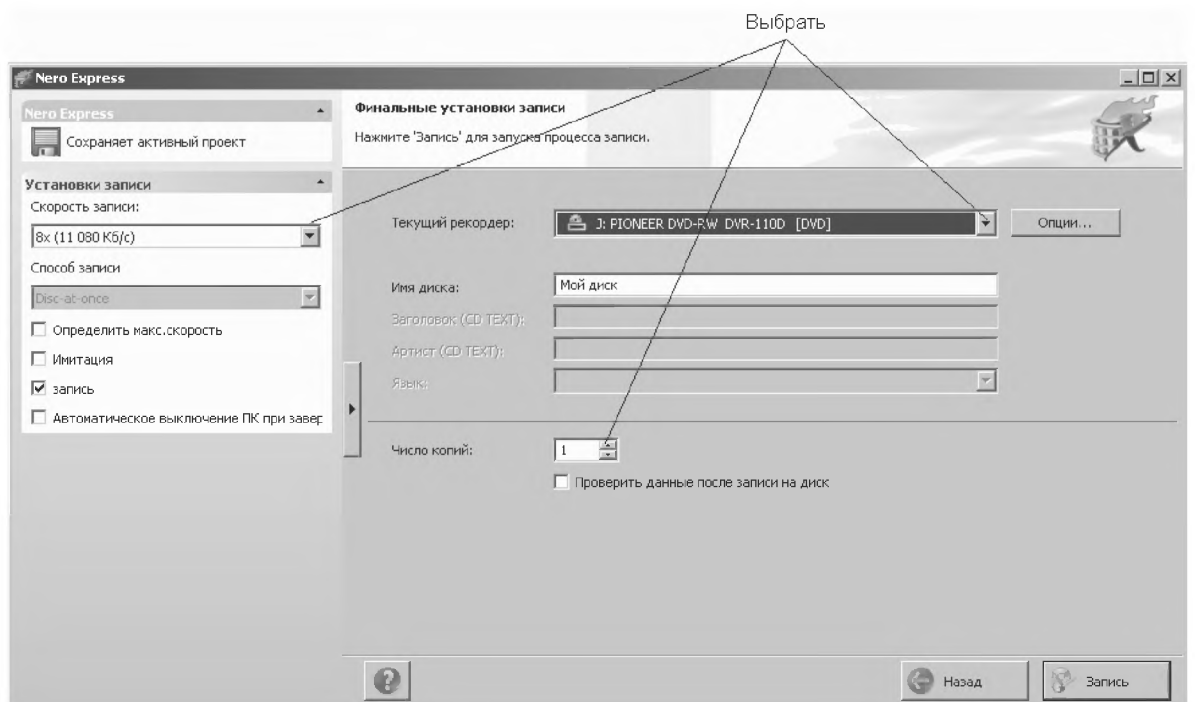 Выбрать
Nero Express
Nero Express
Сохраняет активный проект
Установки записи
Скорость записи:
8x (11 080 Кб/с)
Способ записи
Disc-at-once
Определить макс.скорость
Имитация
запись
Автоматическое выключение ПК при завер
Финальные установки записи
Нажмите 'Запись' для запуска процесса записи.
Текущий рекордер:
J: PIONEER DVD-RW DVR-110D [DVD]
Опции...
Имя диска:
Мой диск
Заголовок (CD TEXT):
Артист (CD TEXT):
Язык:
Число копий:
1
Проверить данные после записи на диск
Назад
Запись